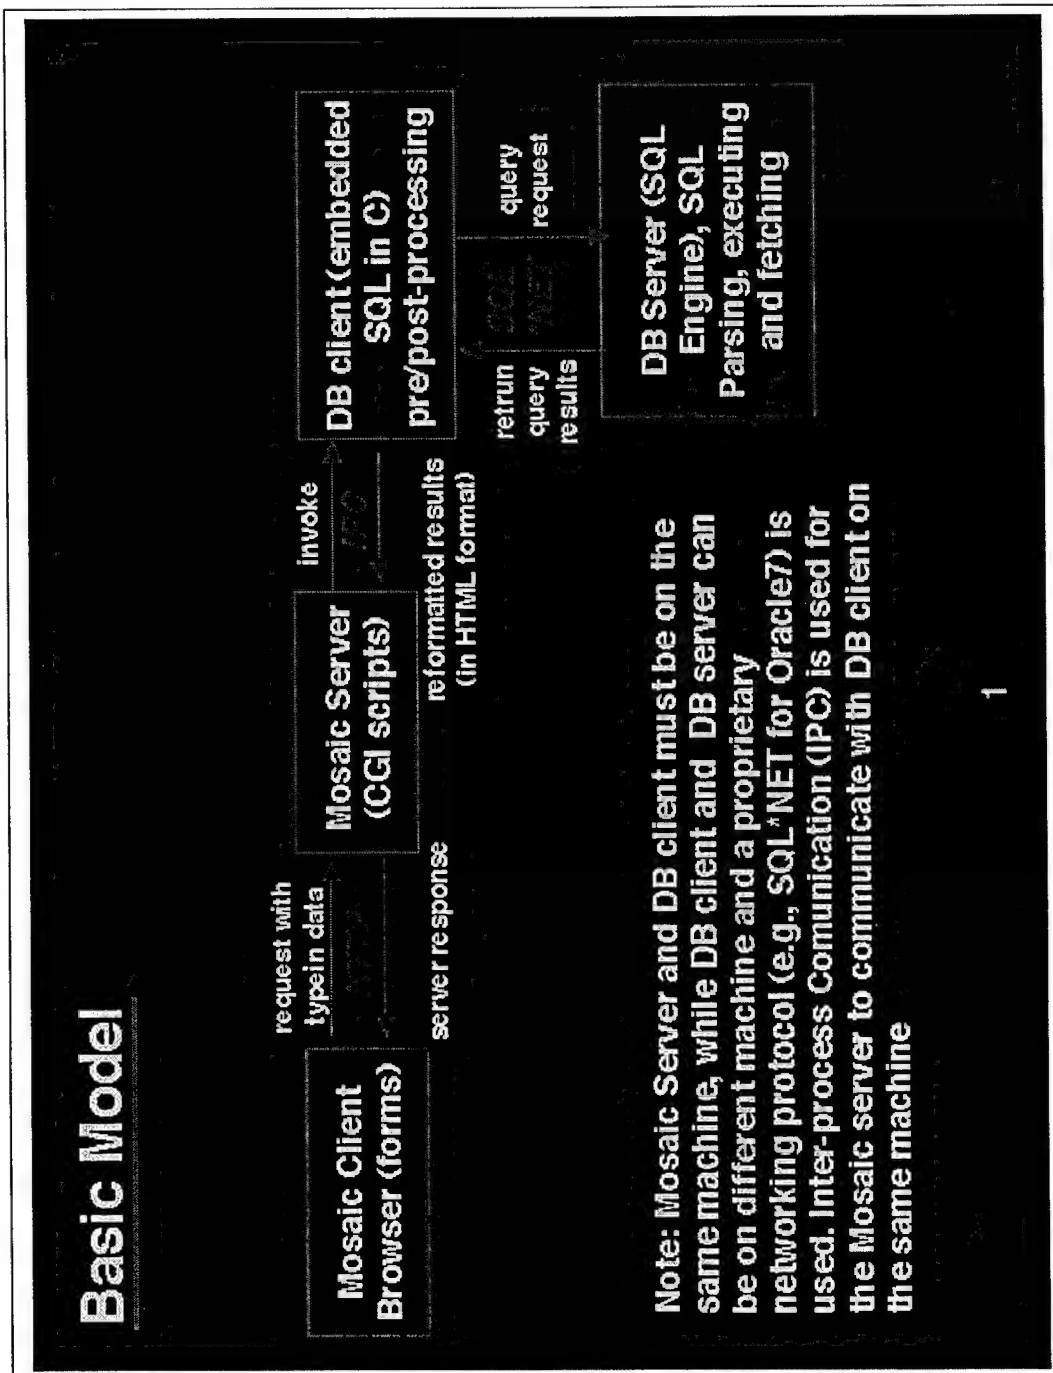 Basic Model
request with
typein data
invoke
Mosaic Client
Browser (forms)
Mosaic Server
(CGI scripts)
IPC
DB client (embedded
SQL in C)
pre/post-processing
server response
reformatted results
(in HTML format)
retrun
query
results
SQL
*NET
query
request
DB Server (SQL
Engine), SQL
Parsing, executing
and fetching
Note: Mosaic Server and DB client must be on the
same machine, while DB client and DB server can
be on different machine and a proprietary
networking protocol (e.g., SQL*NET for Oracle7) is
used. Inter-process Comunication (IPC) is used for
the Mosaic server to communicate with DB client on
the same machine
1